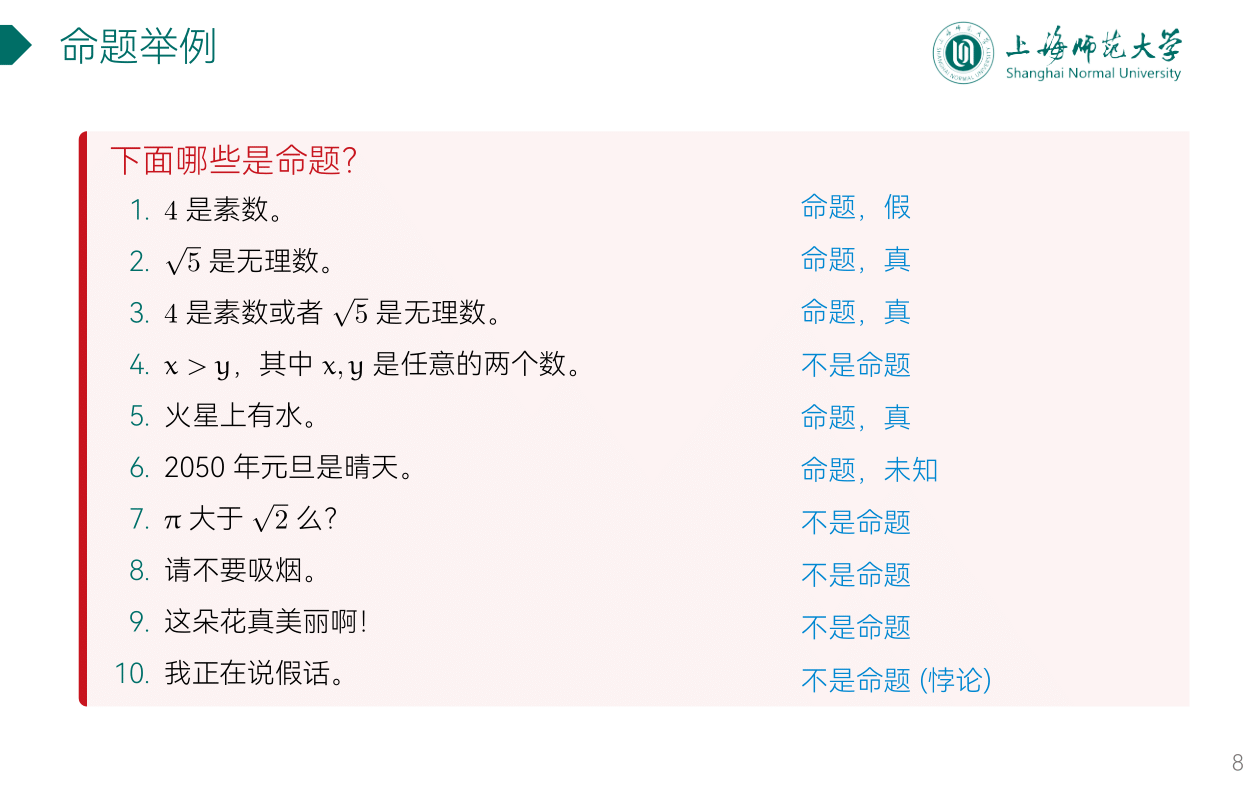 命题举例
上海师范大学
Shanghai Normal University
下面哪些是命题？
1. 4 是素数。 命题，假
2. √5 是无理数。 命题，真
3. 4 是素数或者 √5 是无理数。 命题，真
4. x > y，其中 x, y 是任意的两个数。 不是命题
5. 火星上有水。 命题，真
6. 2050 年元旦是晴天。 命题，未知
7. π 大于 √2 么？ 不是命题
8. 请不要吸烟。 不是命题
9. 这朵花真美丽啊！ 不是命题
10. 我正在说假话。 不是命题 (悖论)
8